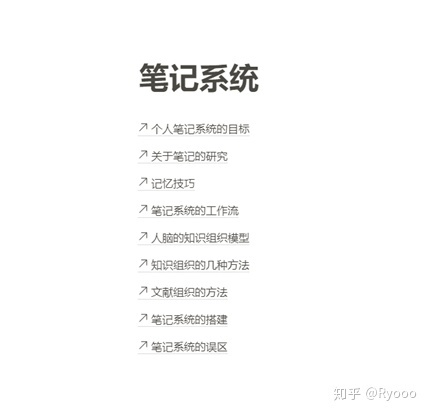 笔记系统
↗ 个人笔记系统的目标
↗ 关于笔记的研究
↗ 记忆技巧
↗ 笔记系统的工作流
↗ 人脑的知识组织模型
↗ 知识组织的几种方法
↗ 文献组织的方法
↗ 笔记系统的搭建
↗ 笔记系统的误区
知乎 @Ryooo